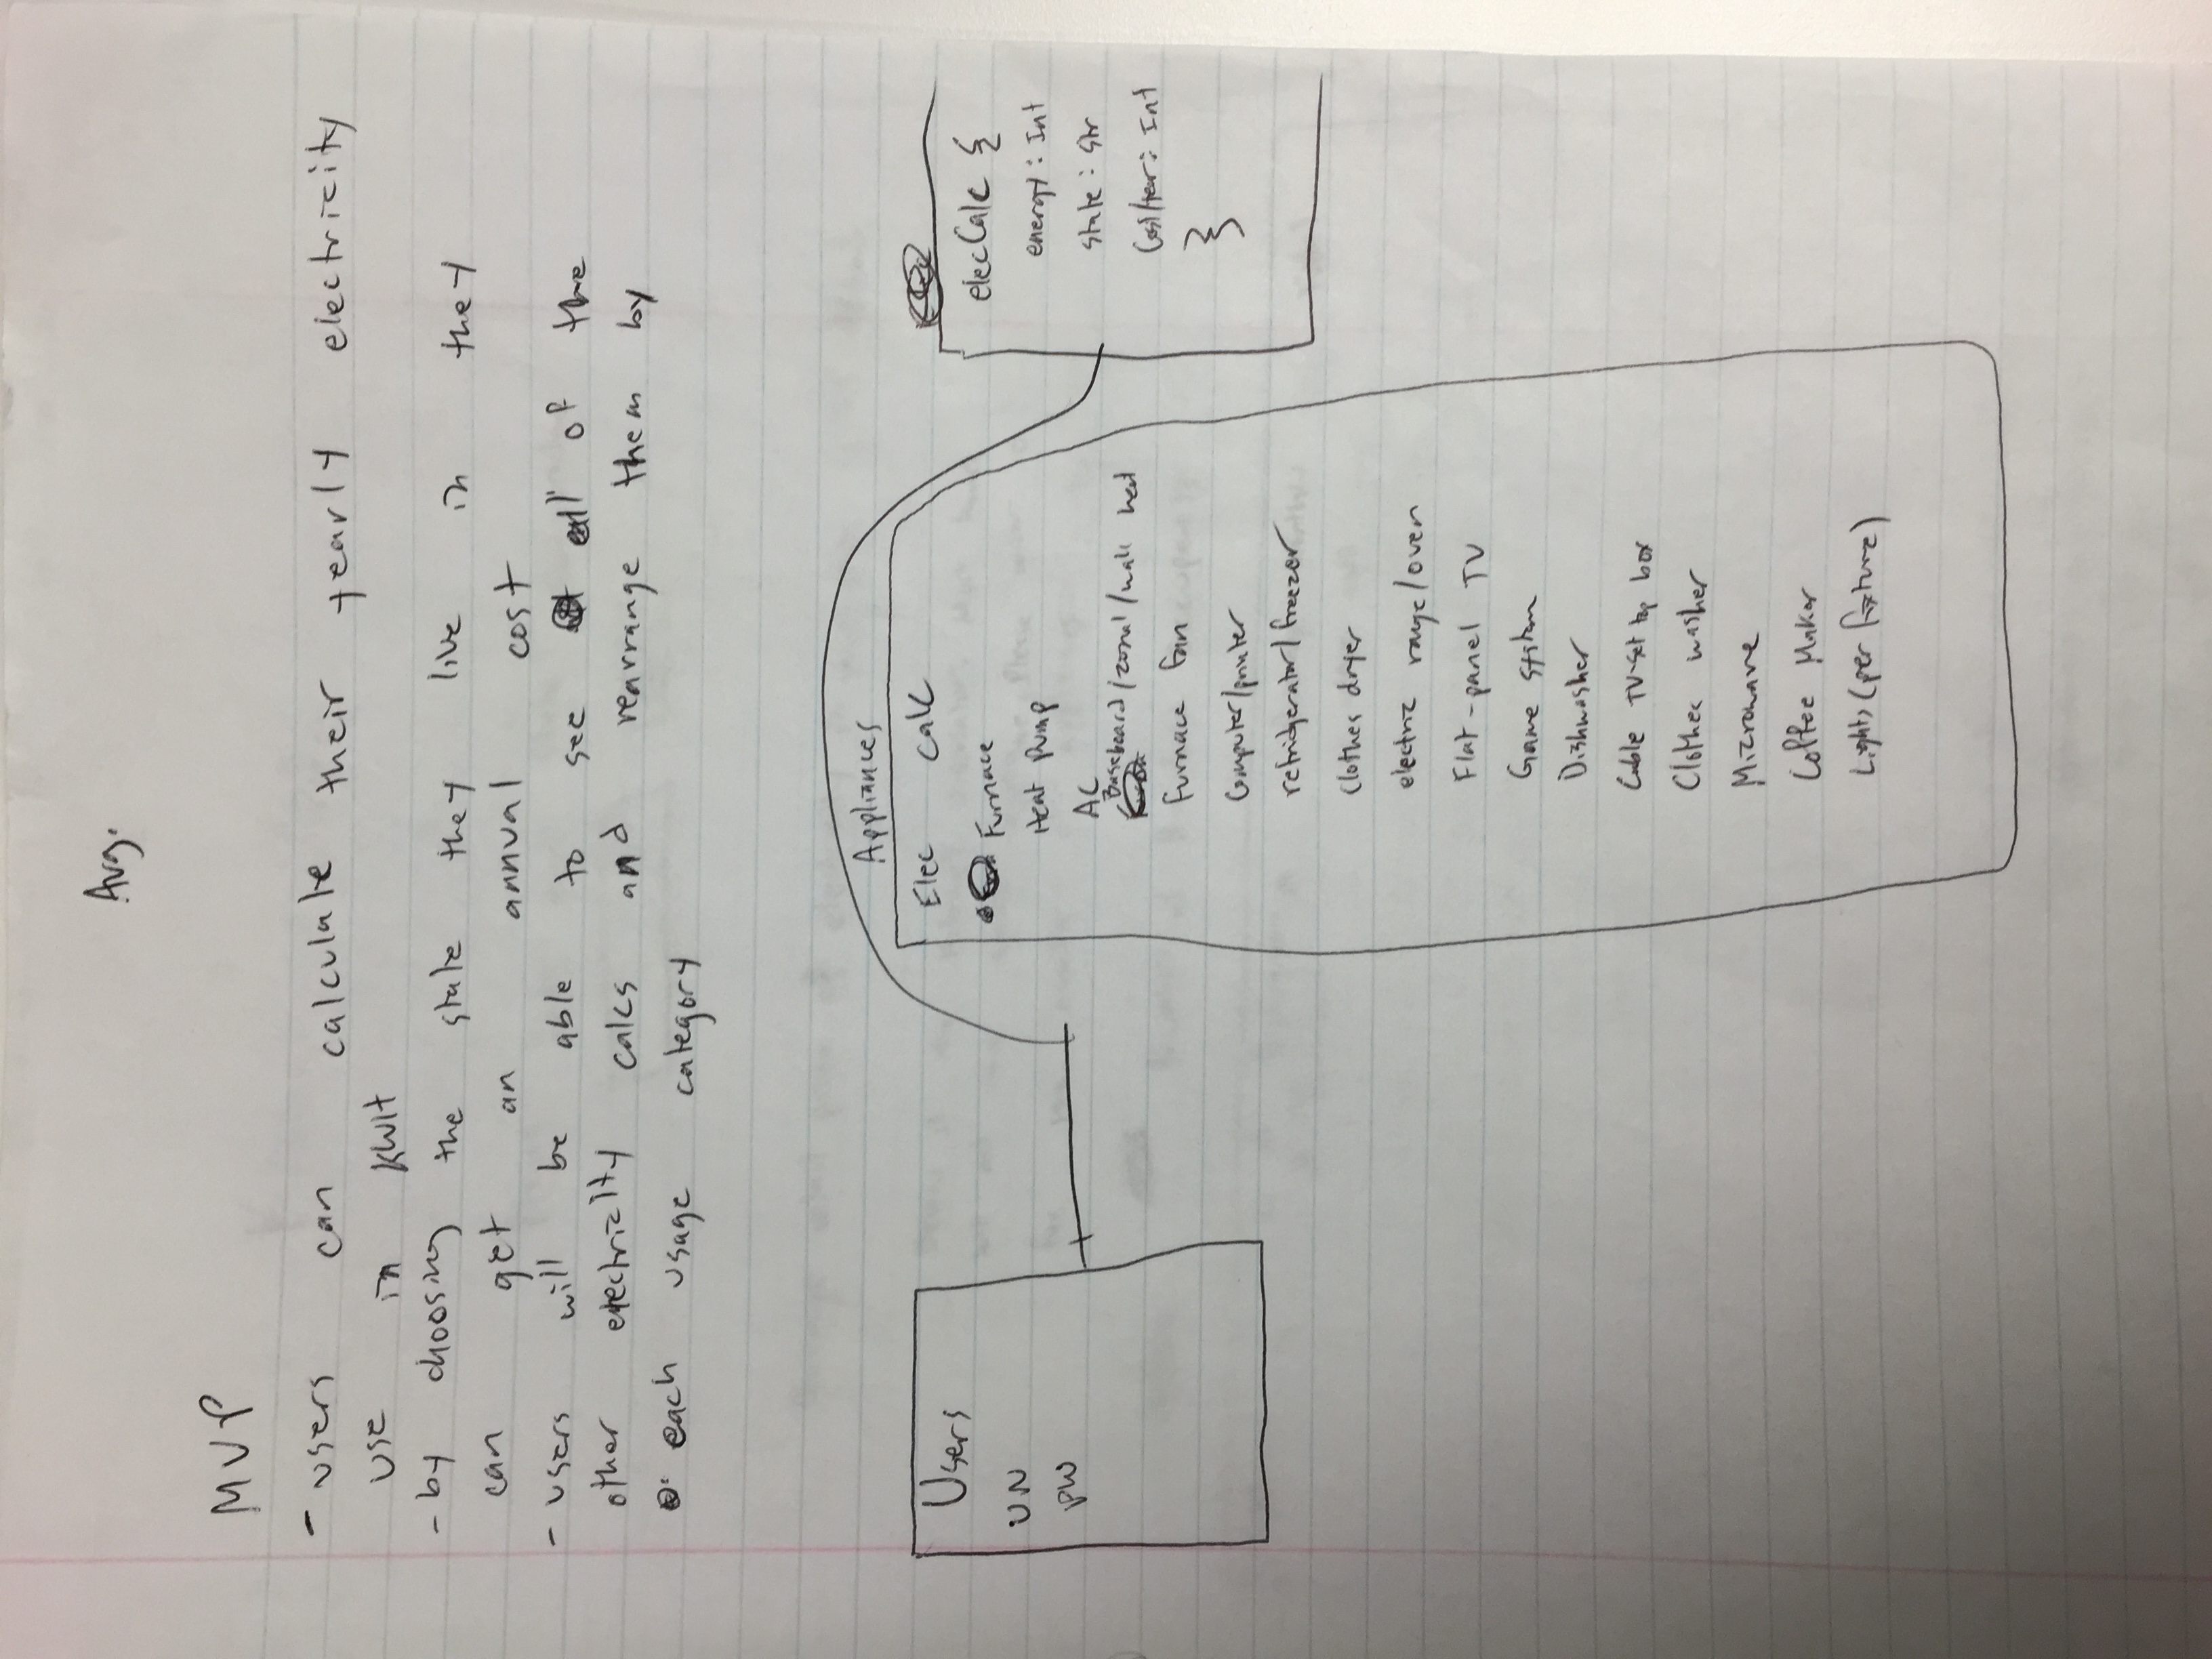 Avg.
MVP
- users can calculate their yearly electricity
use in KWH
- by choosing the state they live in they
can get an annual cost
- users will be able to see all of the
other electricity calcs and rearrange them by
each usage category
Appliances
Users
UN
PW
Elec Calc
Furnace
Heat Pump
AC
Baseboard/zonal/wall heat
Furnace fan
Computer/printer
refridgerator/freezer
Clothes dryer
electric range/oven
Flat-panel TV
Game system
Dishwasher
Cable TV-set top box
Clothes washer
Microwave
Coffee Maker
Lights (per fixture)
elecCalc {
energy: Int
state: str
Cost/Year: Int
}